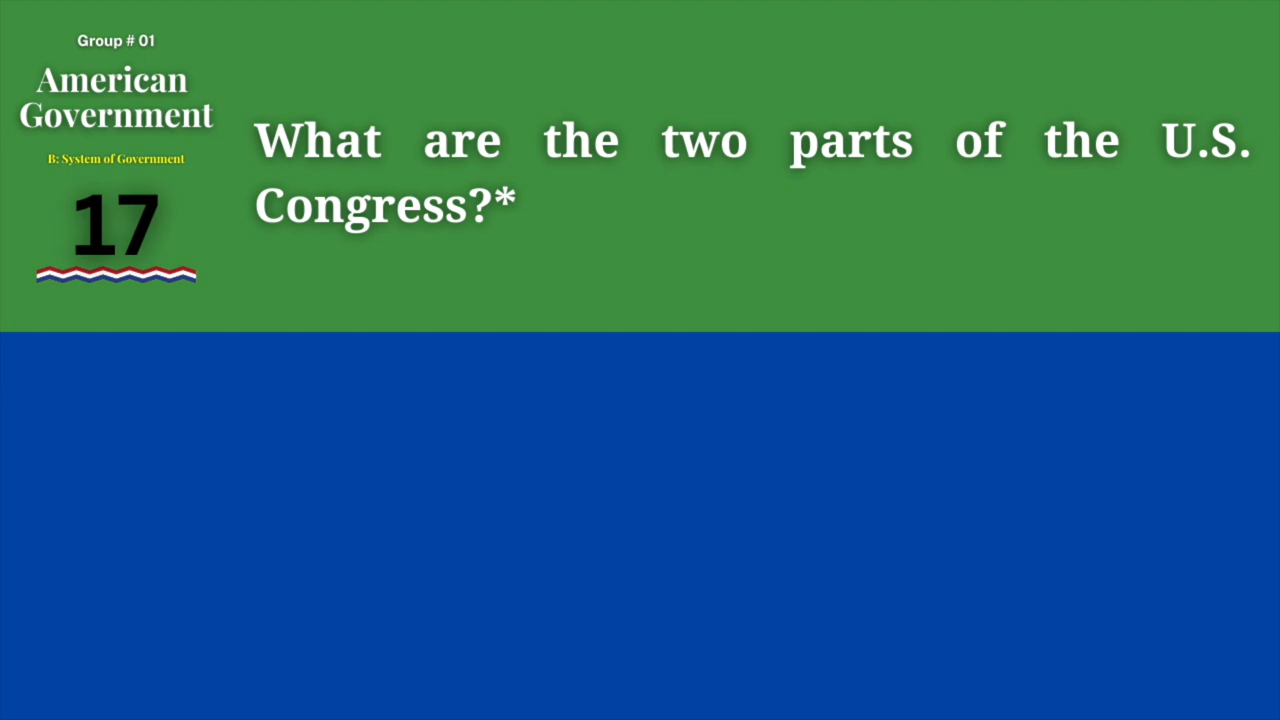 Group # 01
American
Government
B: System of Government
17
What are the two parts of the U.S.
Congress?*